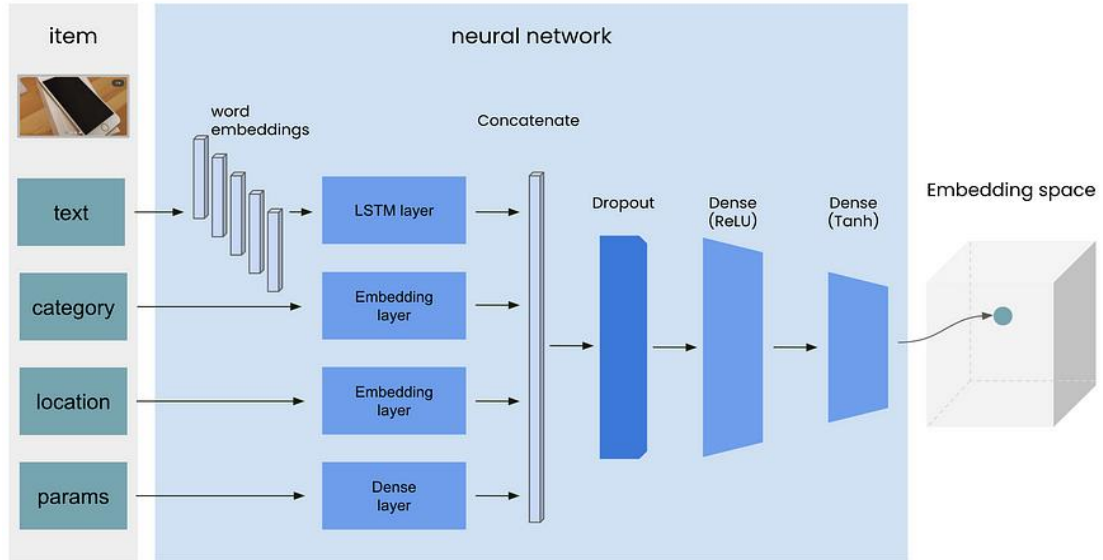 item
neural network
word
embeddings
Concatenate
text
LSTM layer
Dropout
Dense
(ReLU)
Dense
(Tanh)
Embedding space
category
Embedding
layer
location
Embedding
layer
params
Dense
layer